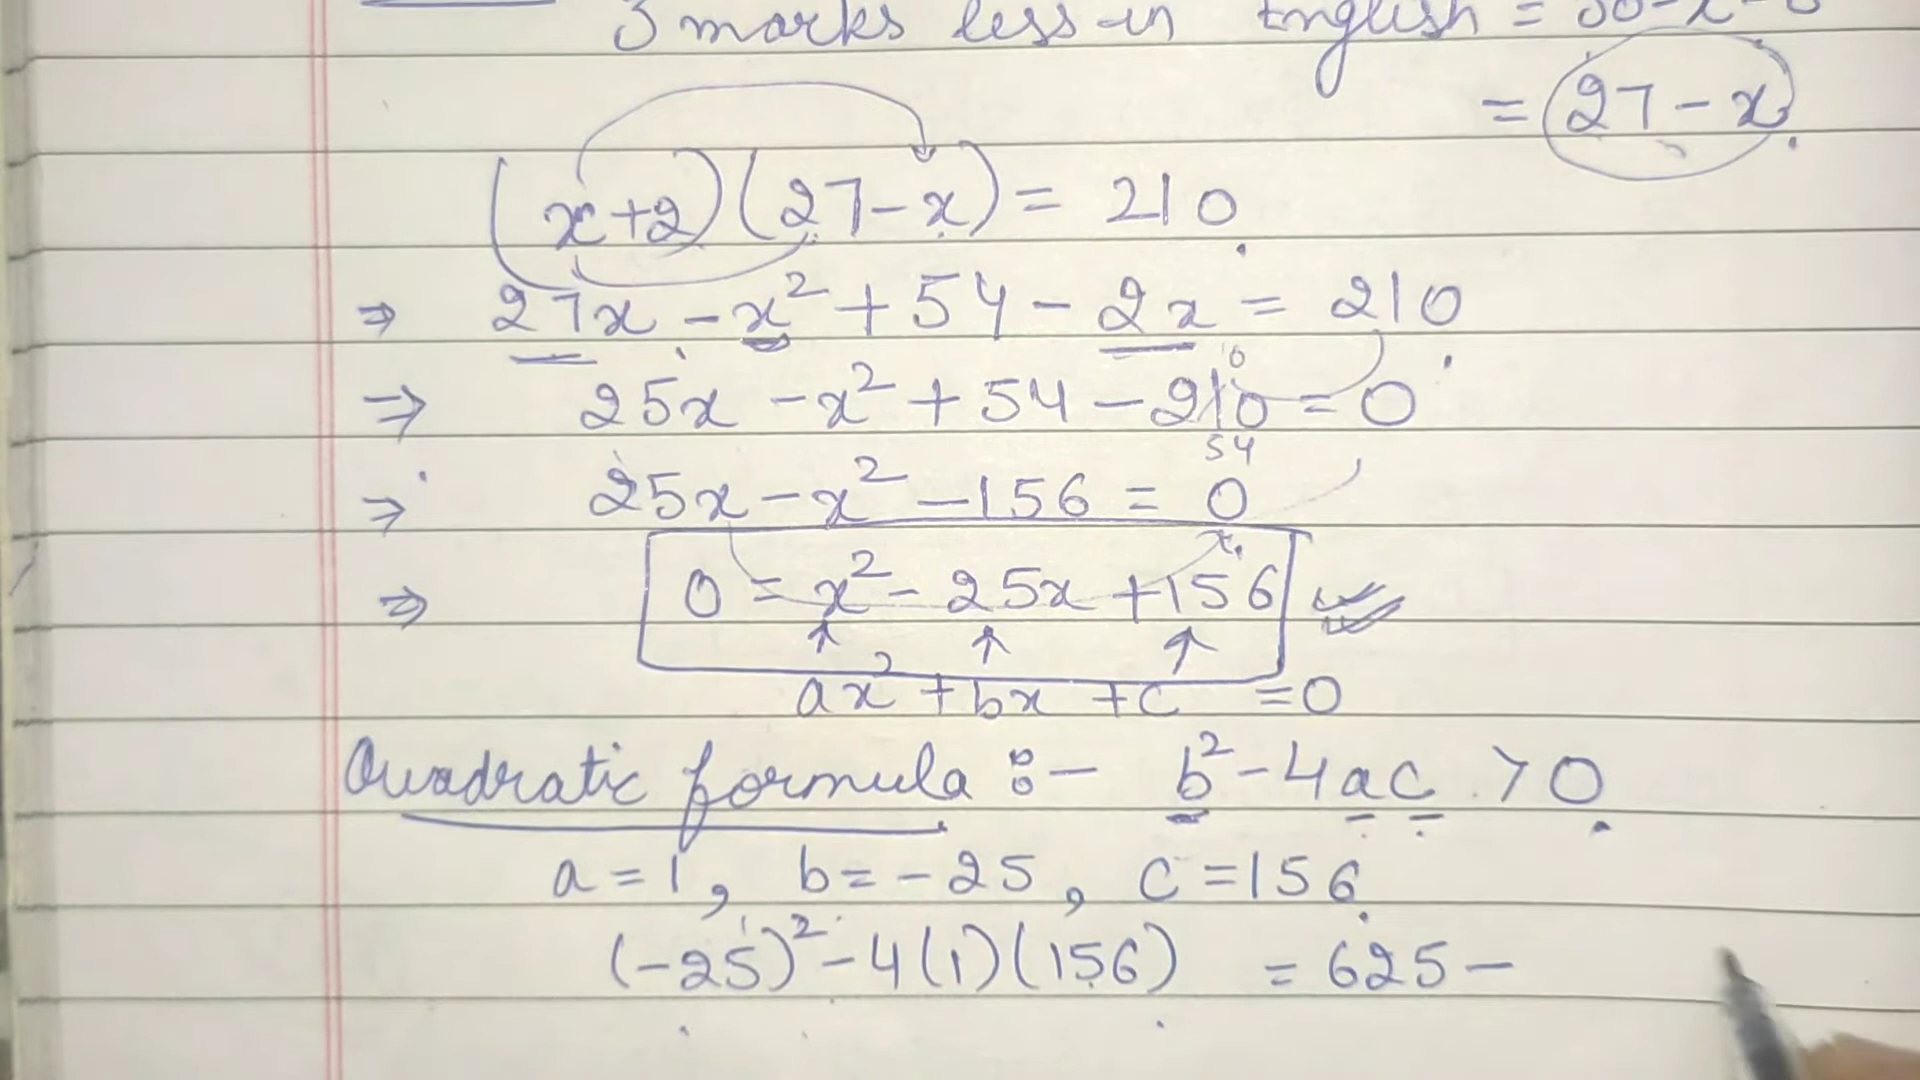 3 marks less in English = 30-x-3
= 27-x
(x+2)(27-x) = 210
⇒ 27x - x² + 54 - 2x = 210
⇒ 25x - x² + 54 - 210 = 0
⇒ 25x - x² - 156 = 0
⇒ 0 = x² - 25x + 156
ax² + bx + c = 0
Quadratic formula :- b² - 4ac > 0
a = 1, b = -25, c = 156
(-25)² - 4(1)(156) = 625 -